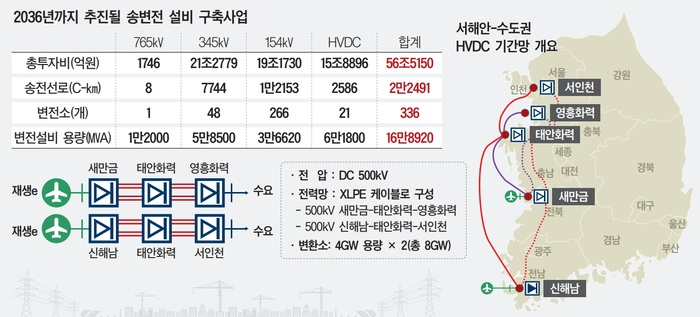 2036년까지 추진될 송변전 설비 구축사업
765kV 345kV 154kV HVDC 합계
총투자비(억원) 1746 21조2779 19조1730 15조8896 56조5150
송전선로(C-km) 8 7744 1만2153 2586 2만2491
변전소(개) 1 48 266 21 336
변전설비 용량(MVA) 1만2000 5만8500 3만6620 6만1800 16만8920
새만금 태안화력 영흥화력
재생e 수요
재생e 수요
신해남 태안화력 서인천
· 전 압 : DC 500kV
· 전력망 : XLPE 케이블로 구성
- 500kV 새만금–태안화력–영흥화력
- 500kV 신해남–태안화력–서인천
· 변환소 : 4GW 용량 × 2(총 8GW)
서해안-수도권
HVDC 기간망 개요
서울
강원
인천
서인천
영흥화력
태안화력
충북
세종
충남
대전
경북
새만금
전북
대구
울산
경남
부산
광주
전남
신해남